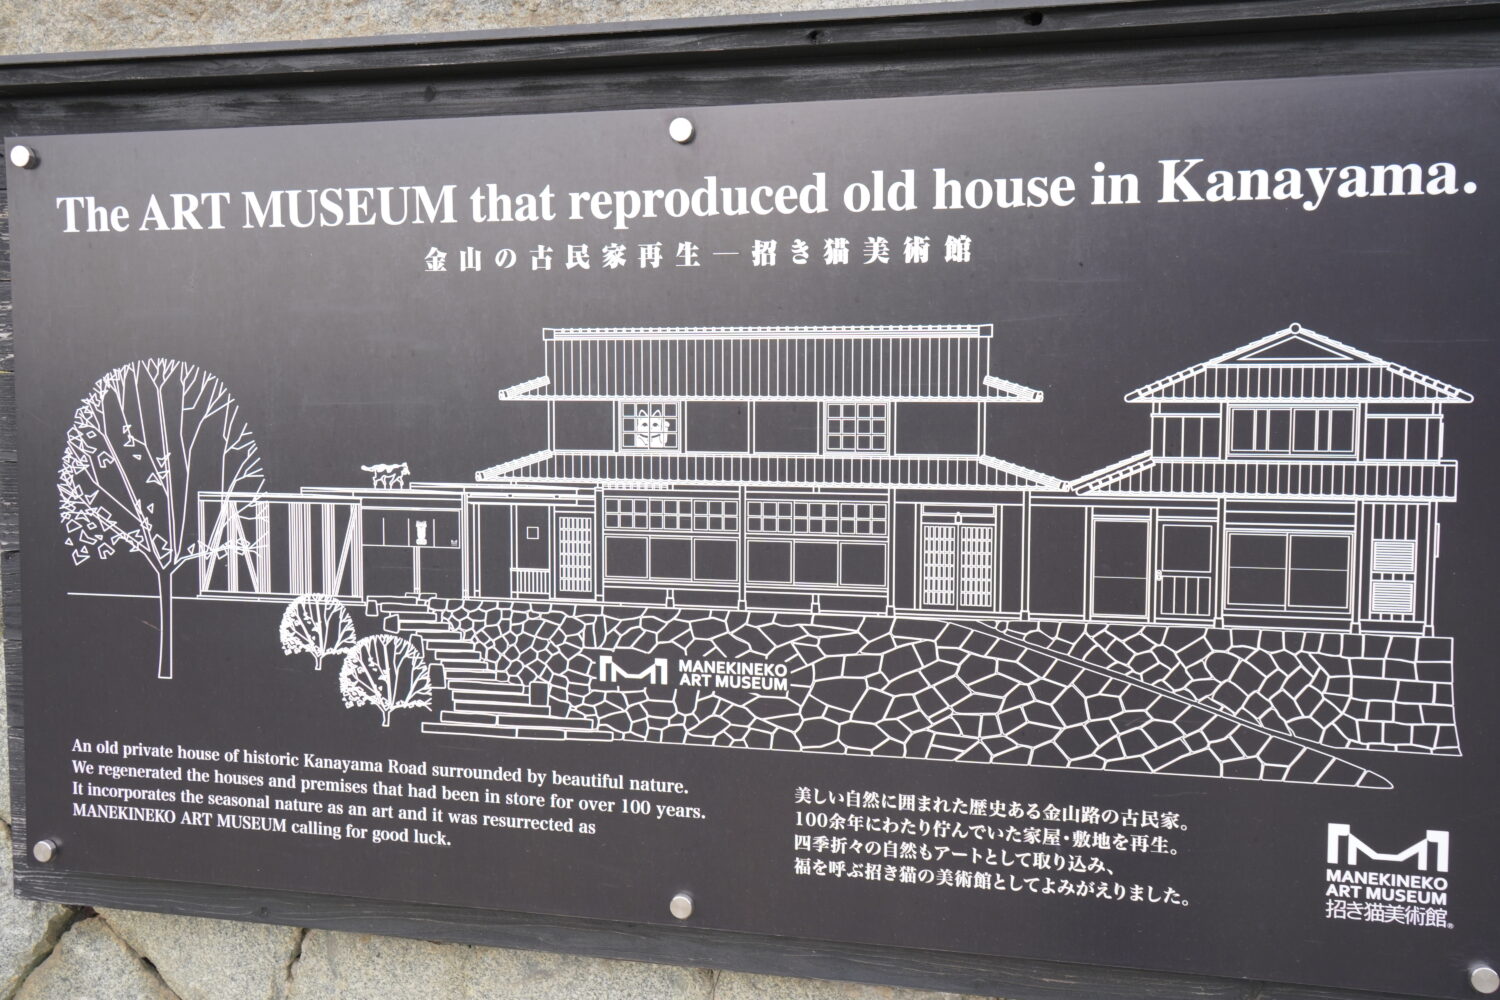 The ART MUSEUM that reproduced old house in Kanayama.
金山の古民家再生―招き猫美術館
MANEKINEKO
ART MUSEUM
An old private house of historic Kanayama Road surrounded by beautiful nature.
We regenerated the houses and premises that had been in store for over 100 years.
It incorporates the seasonal nature as an art and it was resurrected as
MANEKINEKO ART MUSEUM calling for good luck.
美しい自然に囲まれた歴史ある金山路の古民家。
100余年にわたり佇んでいた家屋・敷地を再生。
四季折々の自然もアートとして取り込み、
福を呼ぶ招き猫の美術館としてよみがえりました。
MANEKINEKO
ART MUSEUM
招き猫美術館®